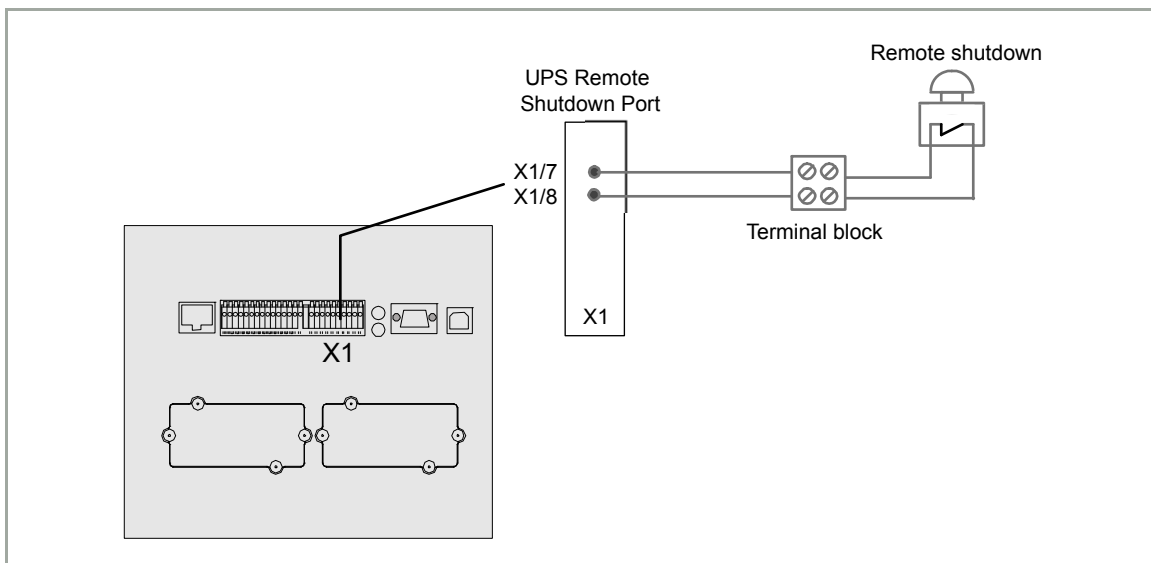 Remote shutdown
UPS Remote
Shutdown Port
X1/7
X1/8
Terminal block
X1
X1